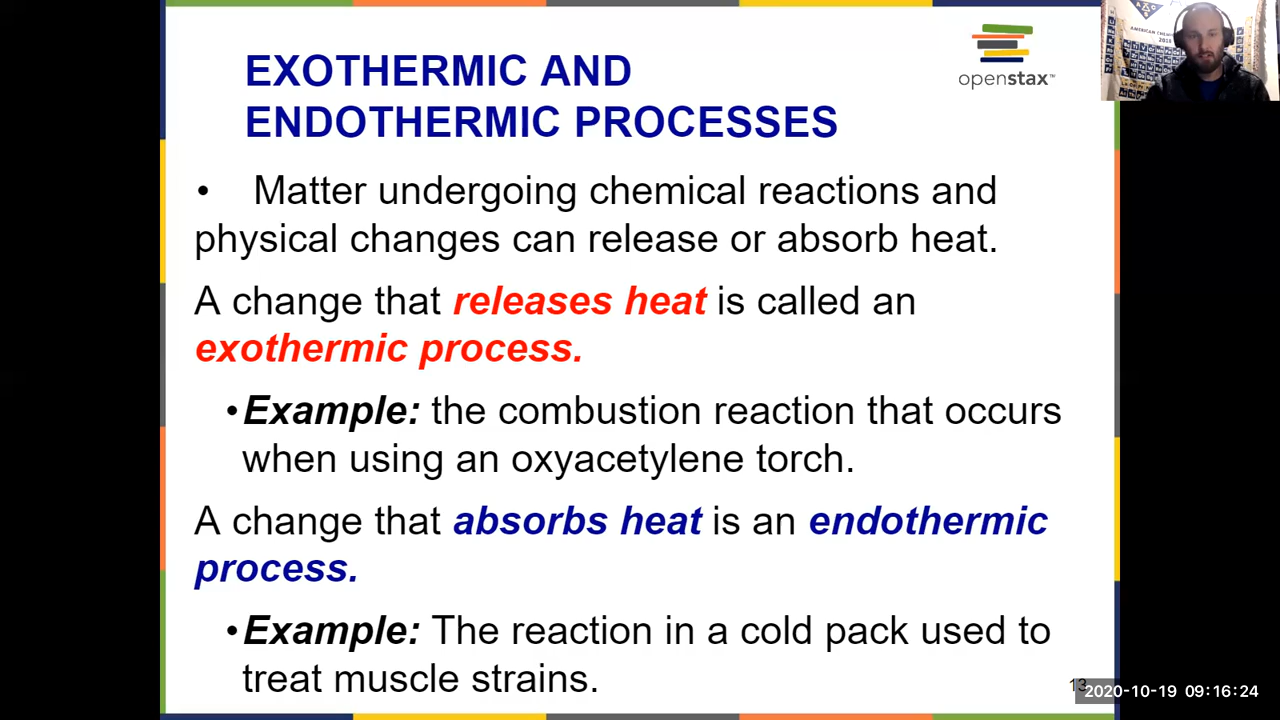 EXOTHERMIC AND
ENDOTHERMIC PROCESSES
openstax™
AMERICAN CHEM
• Matter undergoing chemical reactions and
physical changes can release or absorb heat.
A change that releases heat is called an
exothermic process.
•Example: the combustion reaction that occurs
when using an oxyacetylene torch.
A change that absorbs heat is an endothermic
process.
•Example: The reaction in a cold pack used to
treat muscle strains.
13
2020-10-19 09:16:24